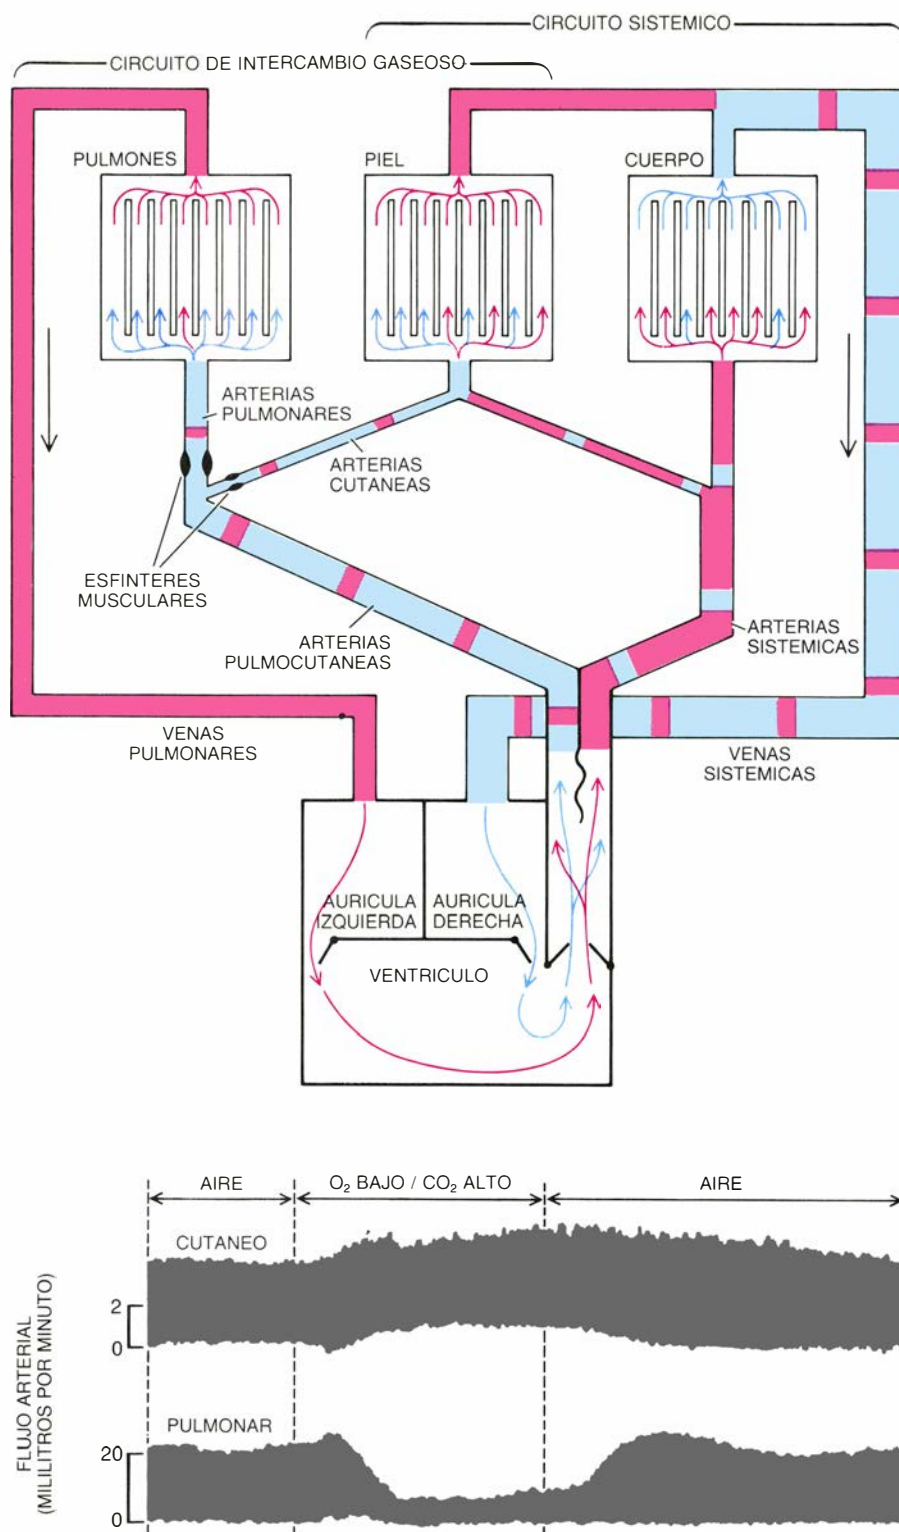 CIRCUITO SISTEMICO
CIRCUITO DE INTERCAMBIO GASEOSO
PULMONES
PIEL
CUERPO
ARTERIAS
PULMONARES
ARTERIAS
CUTANEAS
ESFINTERES
MUSCULARES
ARTERIAS
PULMOCUTANEAS
ARTERIAS
SISTEMICAS
VENAS
PULMONARES
VENAS
SISTEMICAS
AURICULA
IZQUIERDA
AURICULA
DERECHA
VENTRICULO
AIRE
O₂ BAJO / CO₂ ALTO
AIRE
CUTANEO
2
0
FLUJO ARTERIAL
(MILILITROS POR MINUTO)
PULMONAR
20
0